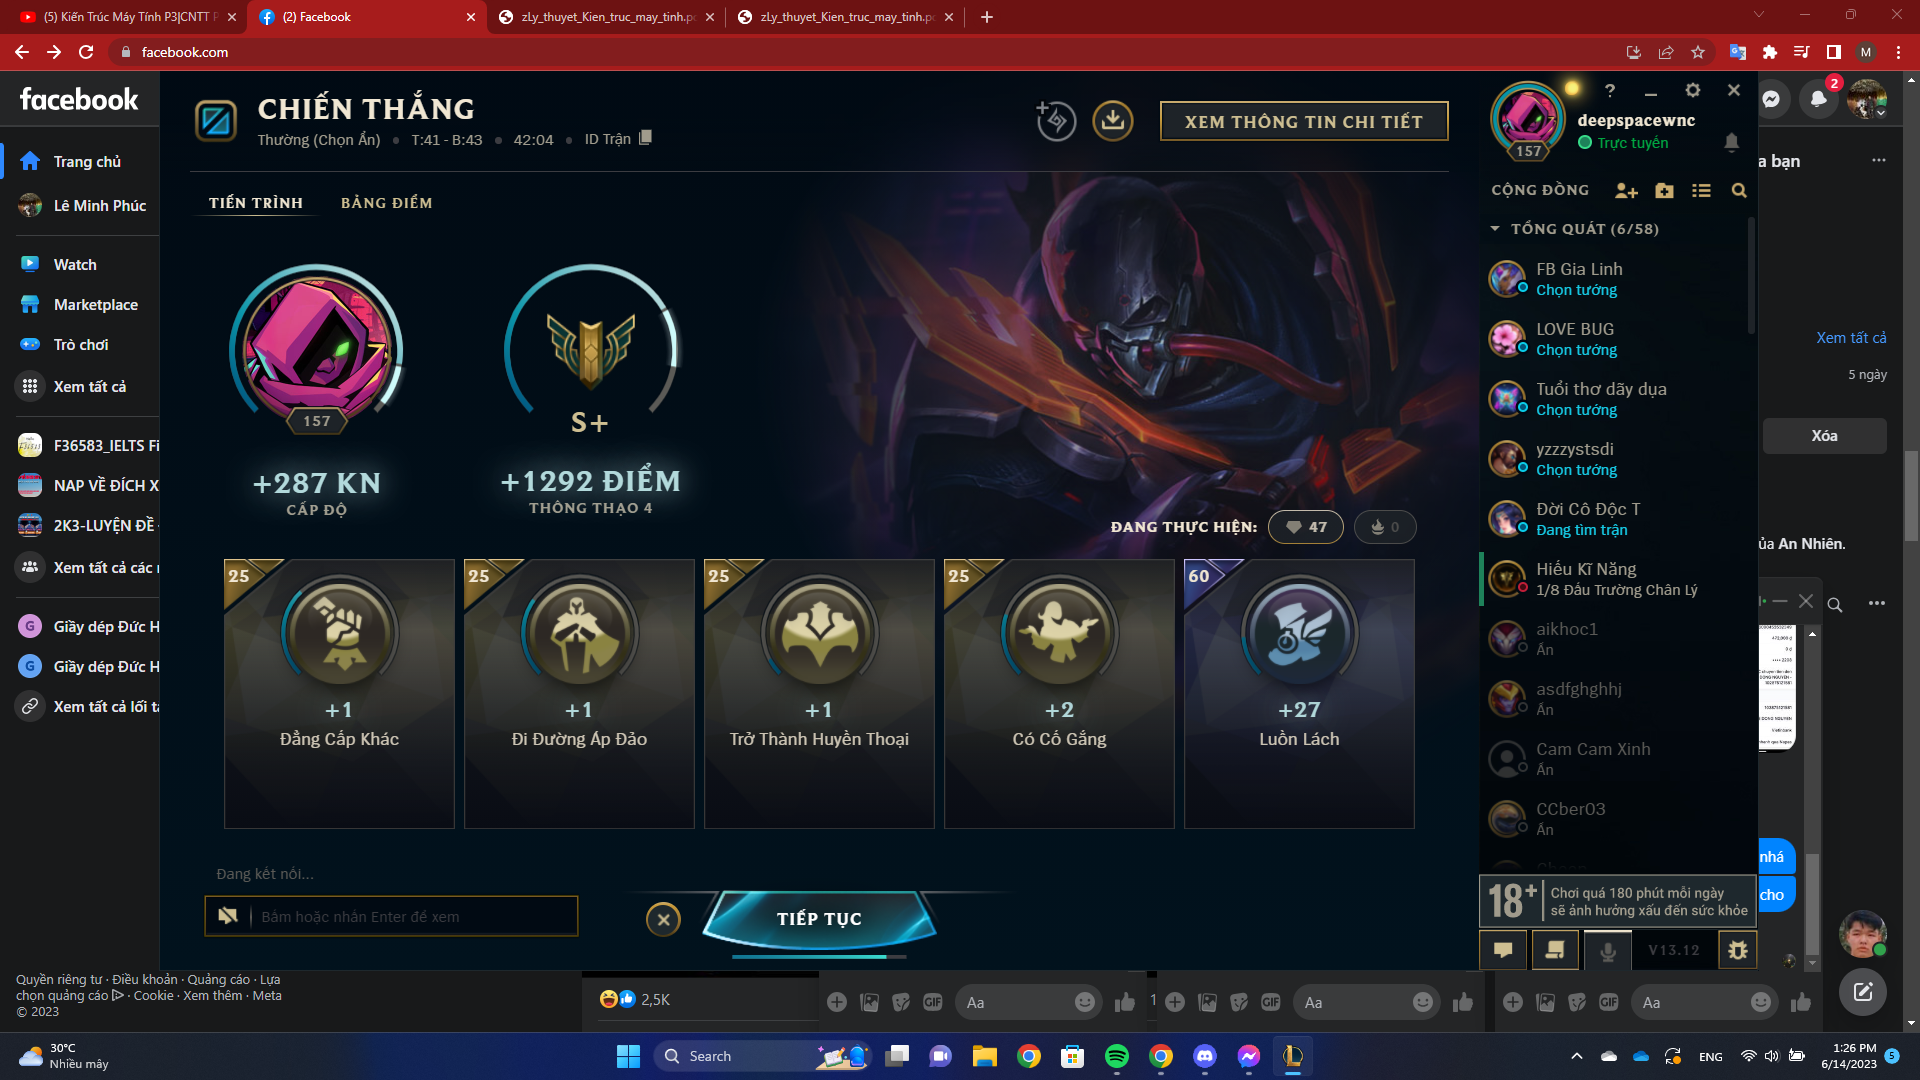 (5) Kiến Trúc Máy Tính P3|CNTT P
(2) Facebook
zLy_thuyet_Kien_truc_may_tinh.p
zLy_thuyet_Kien_truc_may_tinh.p
facebook.com
M
facebook
Trang chủ
Lê Minh Phúc
Watch
Marketplace
Trò chơi
Xem tất cả
F36583_IELTS Fi
NAP VỀ ĐÍCH X
2K3-LUYỆN ĐỀ
Xem tất cả các
G
Giầy dép Đức H
G
Giầy dép Đức H
Xem tất cả lối tắ
Quyền riêng tư · Điều khoản · Quảng cáo · Lựa
chọn quảng cáo · Cookie · Xem thêm · Meta
© 2023
CHIẾN THẮNG
Thường (Chọn Ẩn) • T:41 - B:43 • 42:04 • ID Trận
XEM THÔNG TIN CHI TIẾT
TIẾN TRÌNH
BẢNG ĐIỂM
157
+287 KN
CẤP ĐỘ
S+
+1292 ĐIỂM
THÔNG THẠO 4
ĐANG THỰC HIỆN:
47
0
25
+1
Đẳng Cấp Khác
25
+1
Đi Đường Áp Đảo
25
+1
Trở Thành Huyền Thoại
25
+2
Có Cố Gắng
60
+27
Luồn Lách
Đang kết nối...
Bấm hoặc nhấn Enter để xem
TIẾP TỤC
157
deepspacewnc
Trực tuyến
CỘNG ĐỒNG
TỔNG QUÁT (6/58)
FB Gia Linh
Chọn tướng
LOVE BUG
Chọn tướng
Tuổi thơ dãy dụa
Chọn tướng
yzzzystsdi
Chọn tướng
Đời Cô Độc T
Đang tìm trận
Hiếu Kĩ Năng
1/8 Đấu Trường Chân Lý
aikhoc1
Ẩn
asdfghghhj
Ẩn
Cam Cam Xinh
Ẩn
CCber03
Ẩn
18+
Chơi quá 180 phút mỗi ngày
sẽ ảnh hưởng xấu đến sức khỏe
V13.12
2
a bạn
Xem tất cả
5 ngày
Xóa
ủa An Nhiên.
nhá
cho
2,5K
GIF
Aa
1
GIF
Aa
GIF
Aa
30°C
Nhiều mây
Search
ENG
1:26 PM
6/14/2023
5